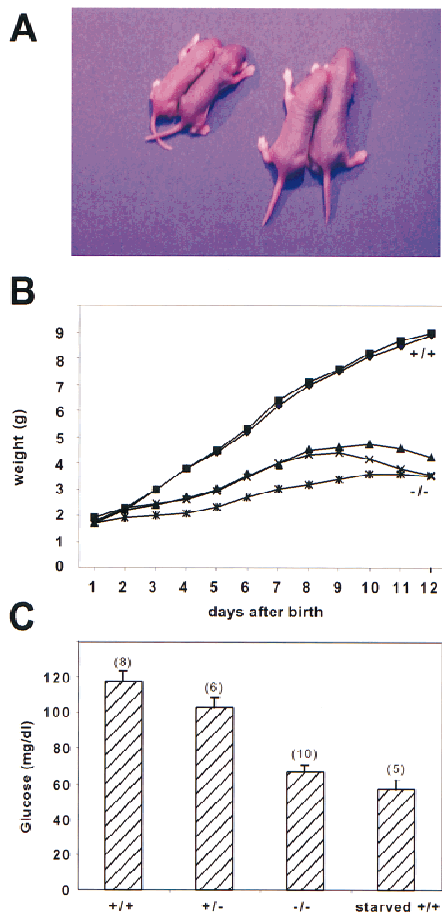 A
B
9
8
7
6
5
4
3
2
1
0
weight (g)
+/+
-/-
1 2 3 4 5 6 7 8 9 10 11 12
days after birth
C
120
100
80
60
40
20
0
Glucose (mg/dl)
(8)
(6)
(10)
(5)
+/+ +/- -/- starved +/+